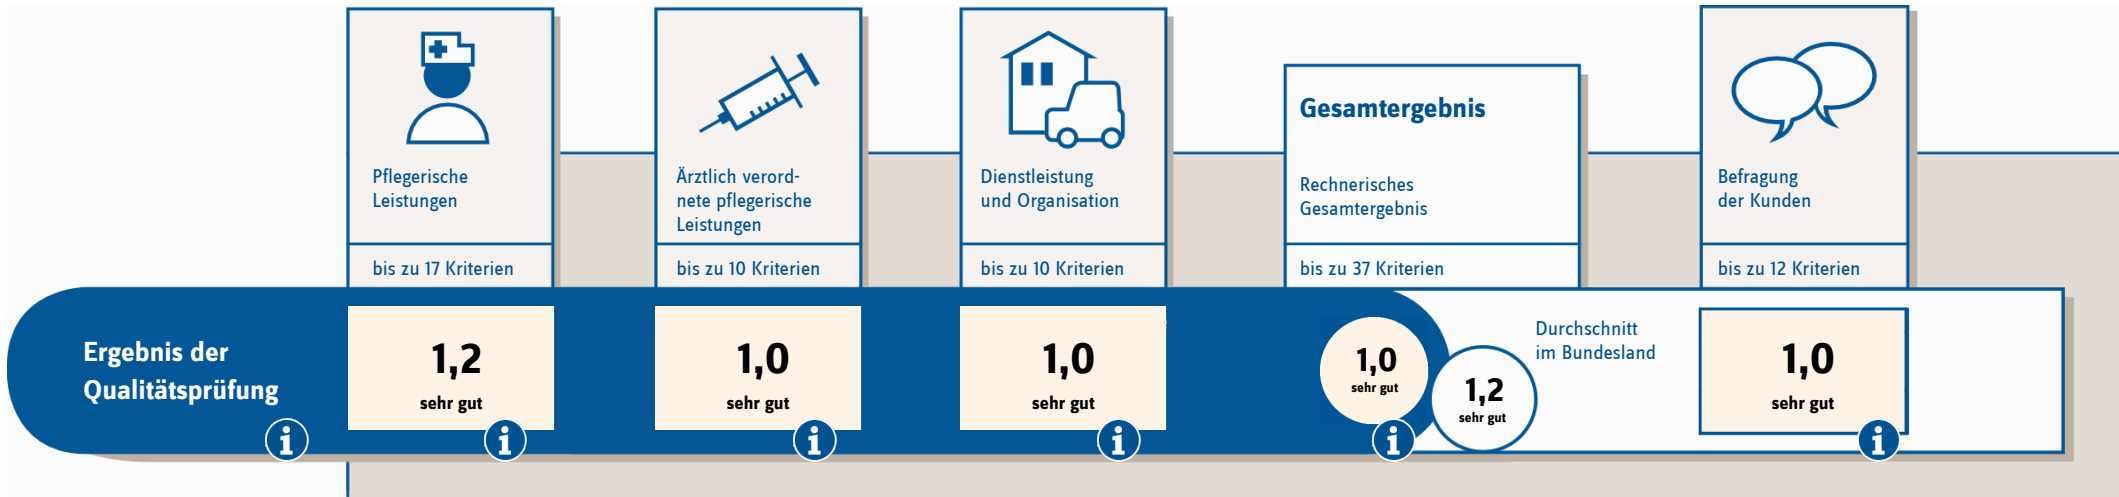 Pflegerische
Leistungen
bis zu 17 Kriterien
Ärztlich verord-
nete pflegerische
Leistungen
bis zu 10 Kriterien
Dienstleistung
und Organisation
bis zu 10 Kriterien
Gesamtergebnis
Rechnerisches
Gesamtergebnis
bis zu 37 Kriterien
Befragung
der Kunden
bis zu 12 Kriterien
Ergebnis der
Qualitätsprüfung
i
1,2
sehr gut
i
1,0
sehr gut
i
1,0
sehr gut
i
1,0
sehr gut
i
1,2
sehr gut
Durchschnitt
im Bundesland
1,0
sehr gut
i